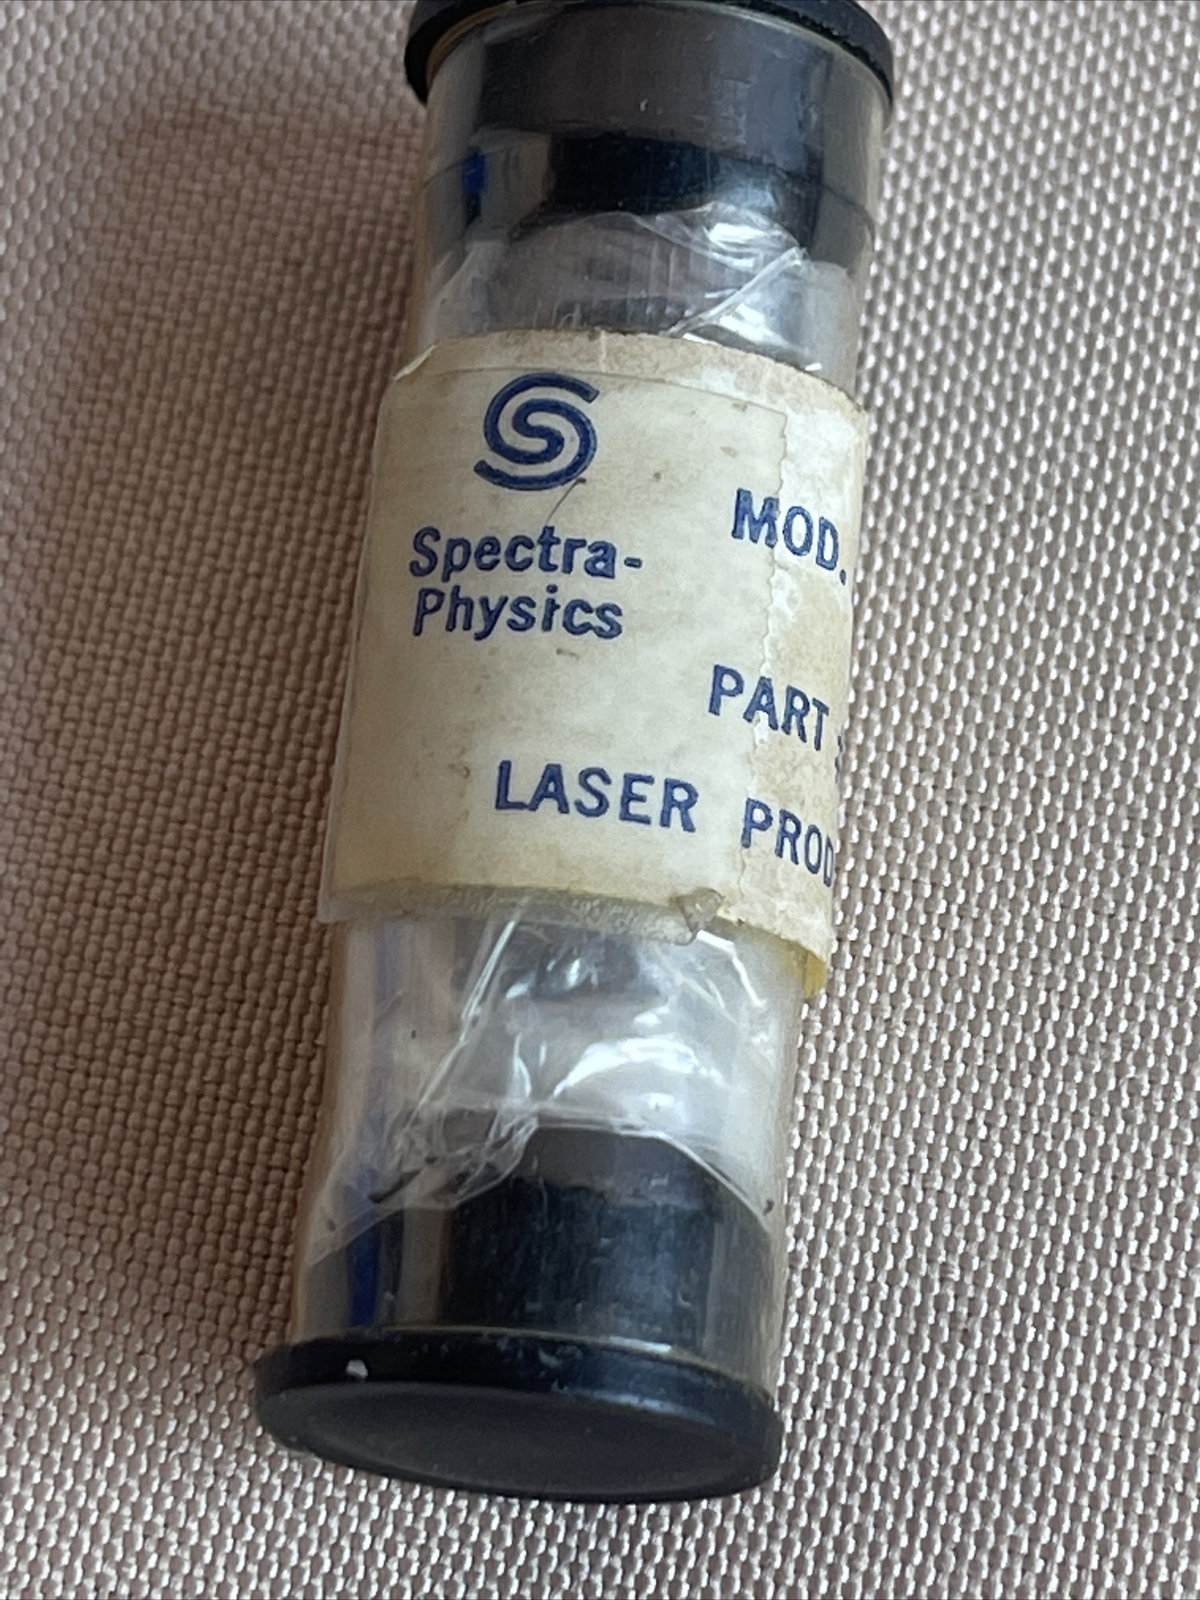 Spectra-
Physics
MOD.
PART
LASER PROD